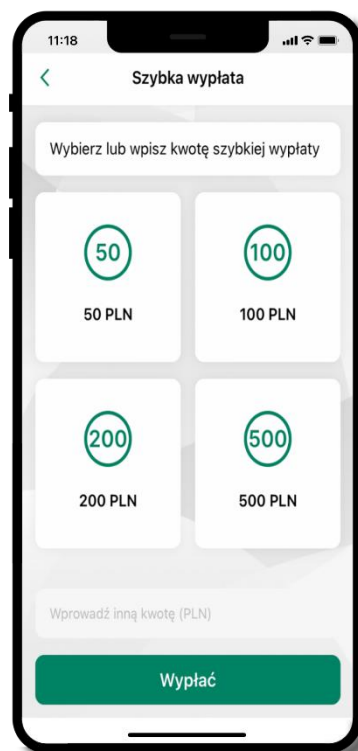 11:18
Szybka wypłata
Wybierz lub wpisz kwotę szybkiej wypłaty
50
100
50 PLN
100 PLN
200
500
200 PLN
500 PLN
Wprowadź inną kwotę (PLN)
Wypłać